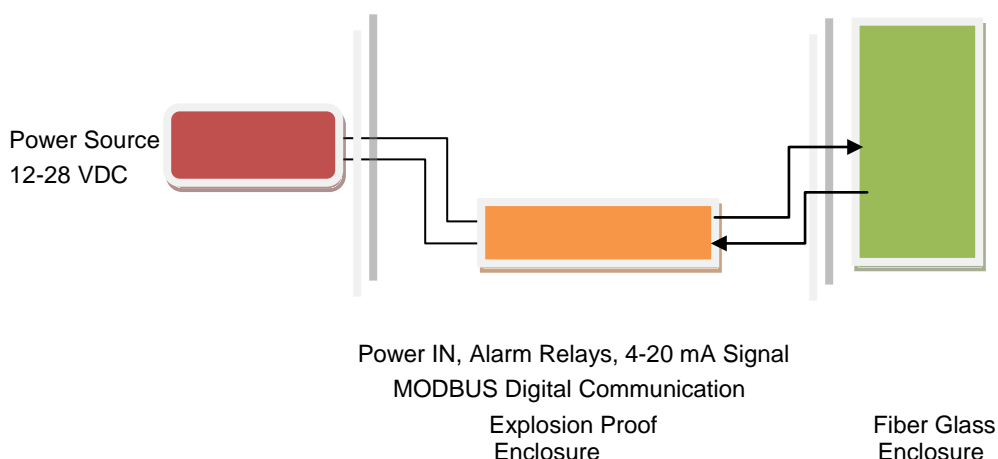 Power Source
12-28 VDC
Power IN, Alarm Relays, 4-20 mA Signal
MODBUS Digital Communication
Explosion Proof
Enclosure
Fiber Glass
Enclosure